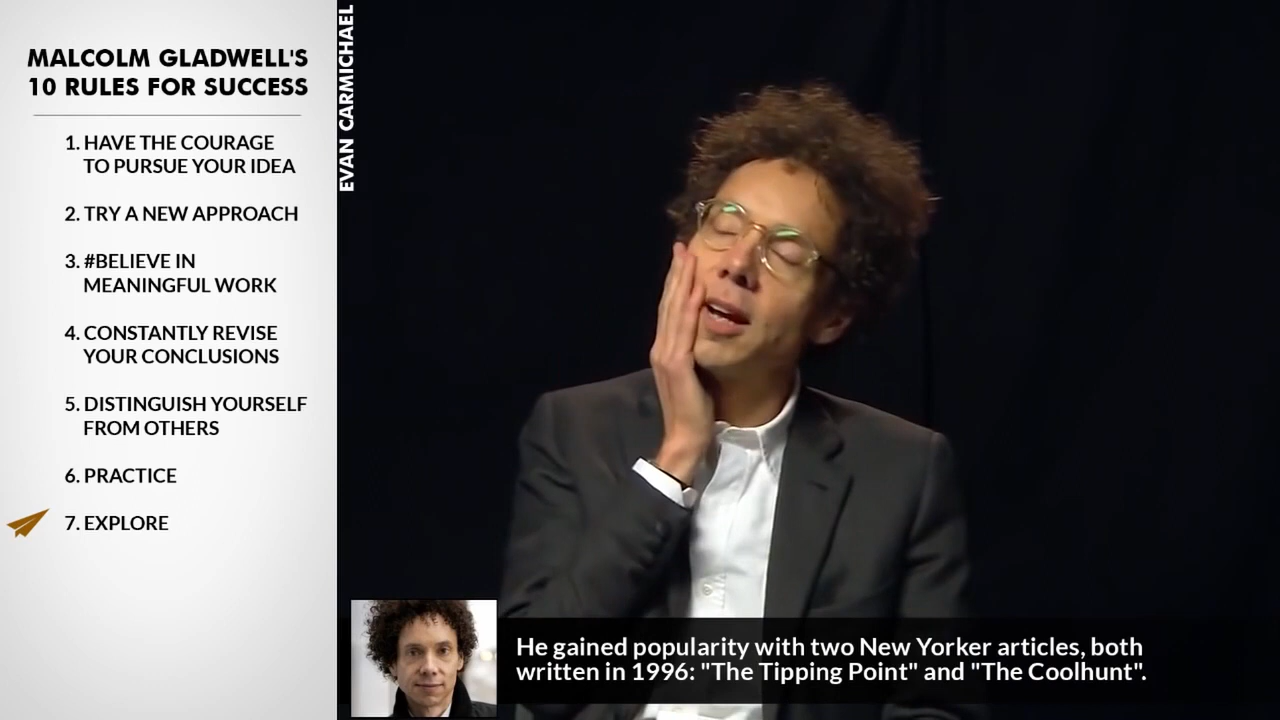 MALCOLM GLADWELL'S
10 RULES FOR SUCCESS
1. HAVE THE COURAGE
TO PURSUE YOUR IDEA
2. TRY A NEW APPROACH
3. #BELIEVE IN
MEANINGFUL WORK
4. CONSTANTLY REVISE
YOUR CONCLUSIONS
5. DISTINGUISH YOURSELF
FROM OTHERS
6. PRACTICE
7. EXPLORE
EVAN CARMICHAEL
He gained popularity with two New Yorker articles, both
written in 1996: "The Tipping Point" and "The Coolhunt".